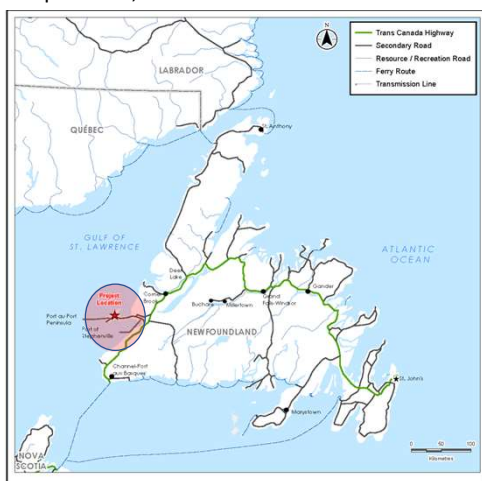 Trans Canada Highway
Secondary Road
Resource / Recreation Road
Ferry Route
Transmission Line
N
LABRADOR
QUÉBEC
St. Anthony
GULF OF
ST. LAWRENCE
ATLANTIC
OCEAN
Deer
Lake
Corner
Brook
Project
Location
Buchans
Millertown
Grand
Falls-Windsor
Gander
Port au Port
Peninsula
Port of
Stephenville
NEWFOUNDLAND
Channel-Port
aux Basques
St. John's
Marystown
NOVA
SCOTIA
0 50 100
Kilometres